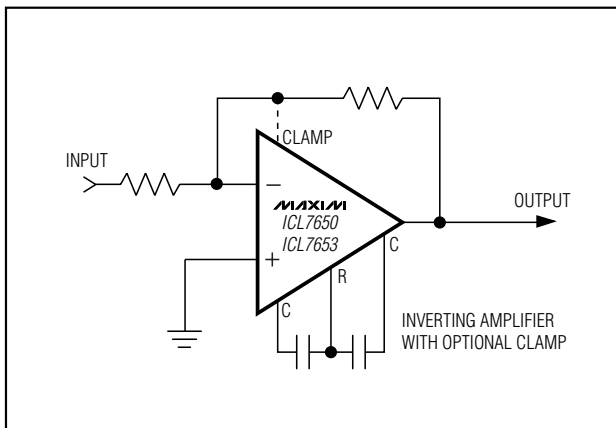 CLAMP
INPUT
−
MAXIM
OUTPUT
ICL7650
ICL7653
C
+
R
C
INVERTING AMPLIFIER
WITH OPTIONAL CLAMP